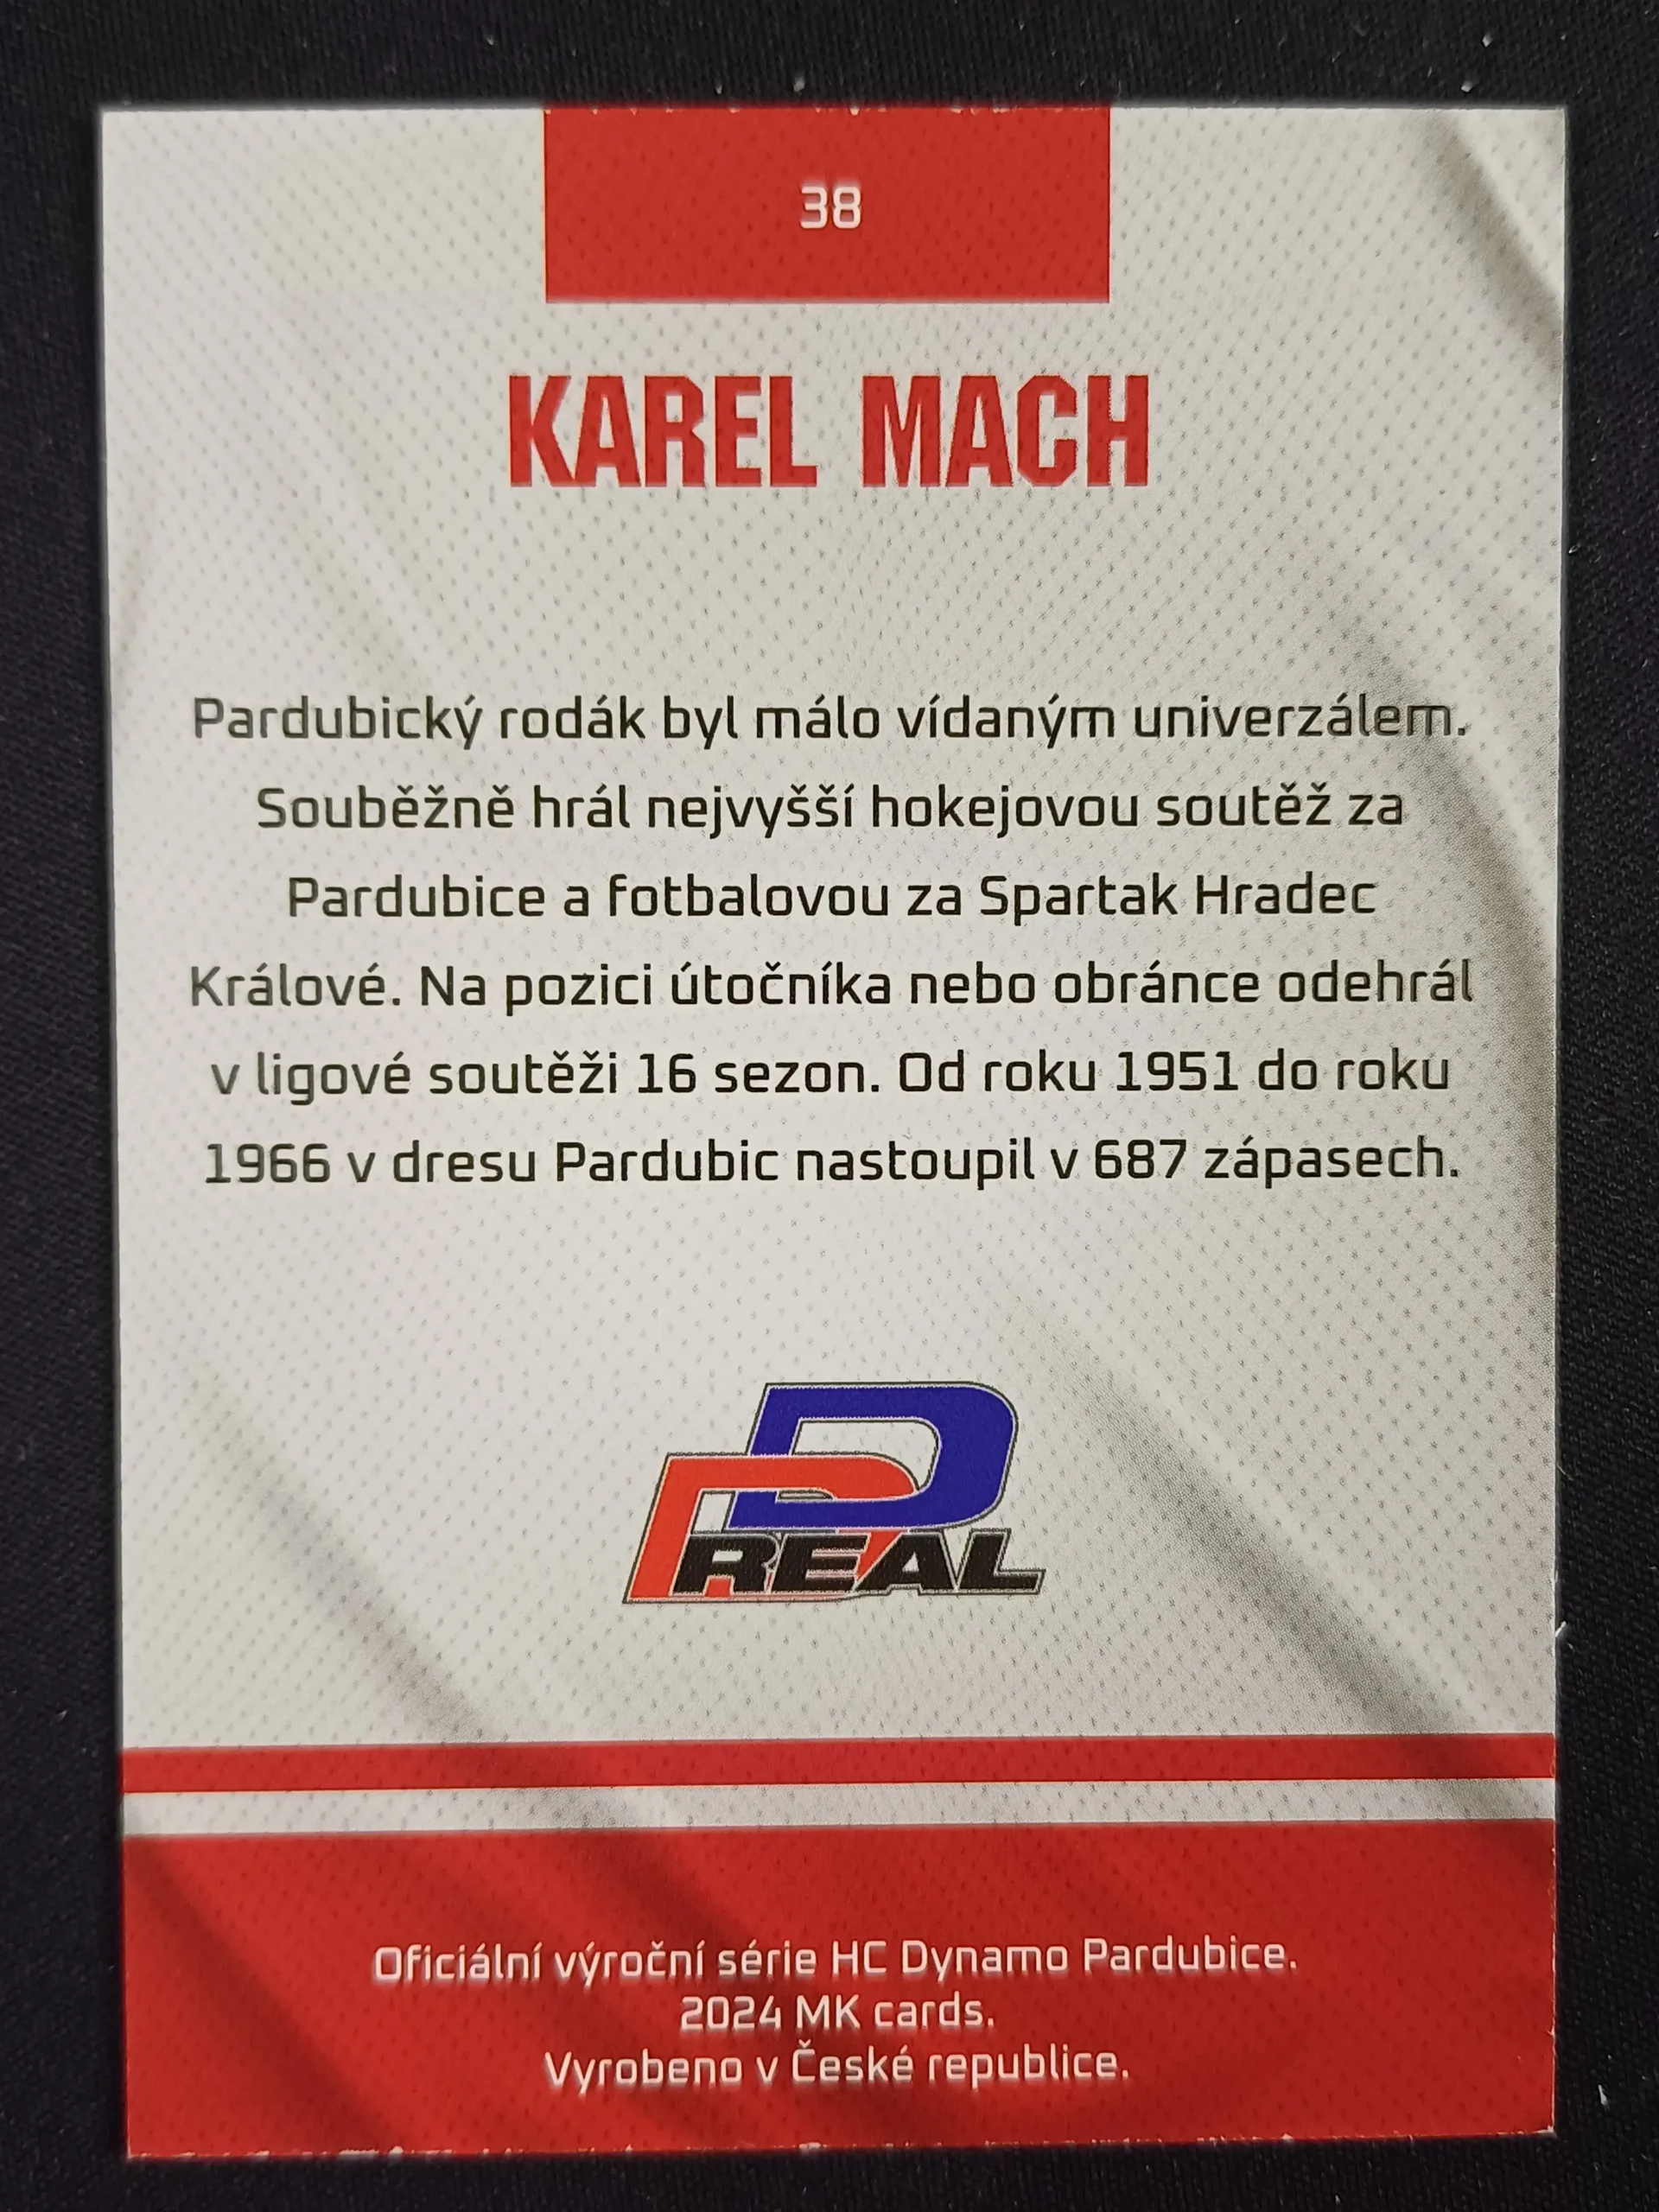 38
KAREL MACH
Pardubický rodák byl málo vídaným univerzálem.
Souběžně hrál nejvyšší hokejovou soutěž za
Pardubice a fotbalovou za Spartak Hradec
Králové. Na pozici útočníka nebo obránce odehrál
v ligové soutěži 16 sezon. Od roku 1951 do roku
1966 v dresu Pardubic nastoupil v 687 zápasech.
PD
REAL
Oficiální výroční série HC Dynamo Pardubice.
2024 MK cards.
Vyrobeno v České republice.